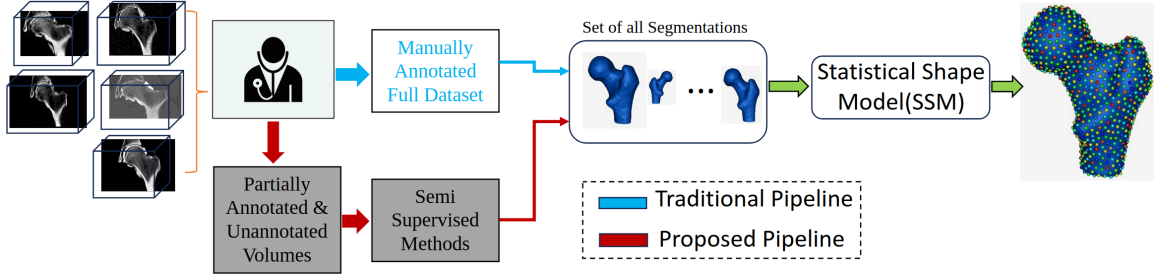 Manually
Annotated
Full Dataset
Set of all Segmentations
...
Statistical Shape
Model(SSM)
Partially
Annotated &
Unannotated
Volumes
Semi
Supervised
Methods
Traditional Pipeline
Proposed Pipeline